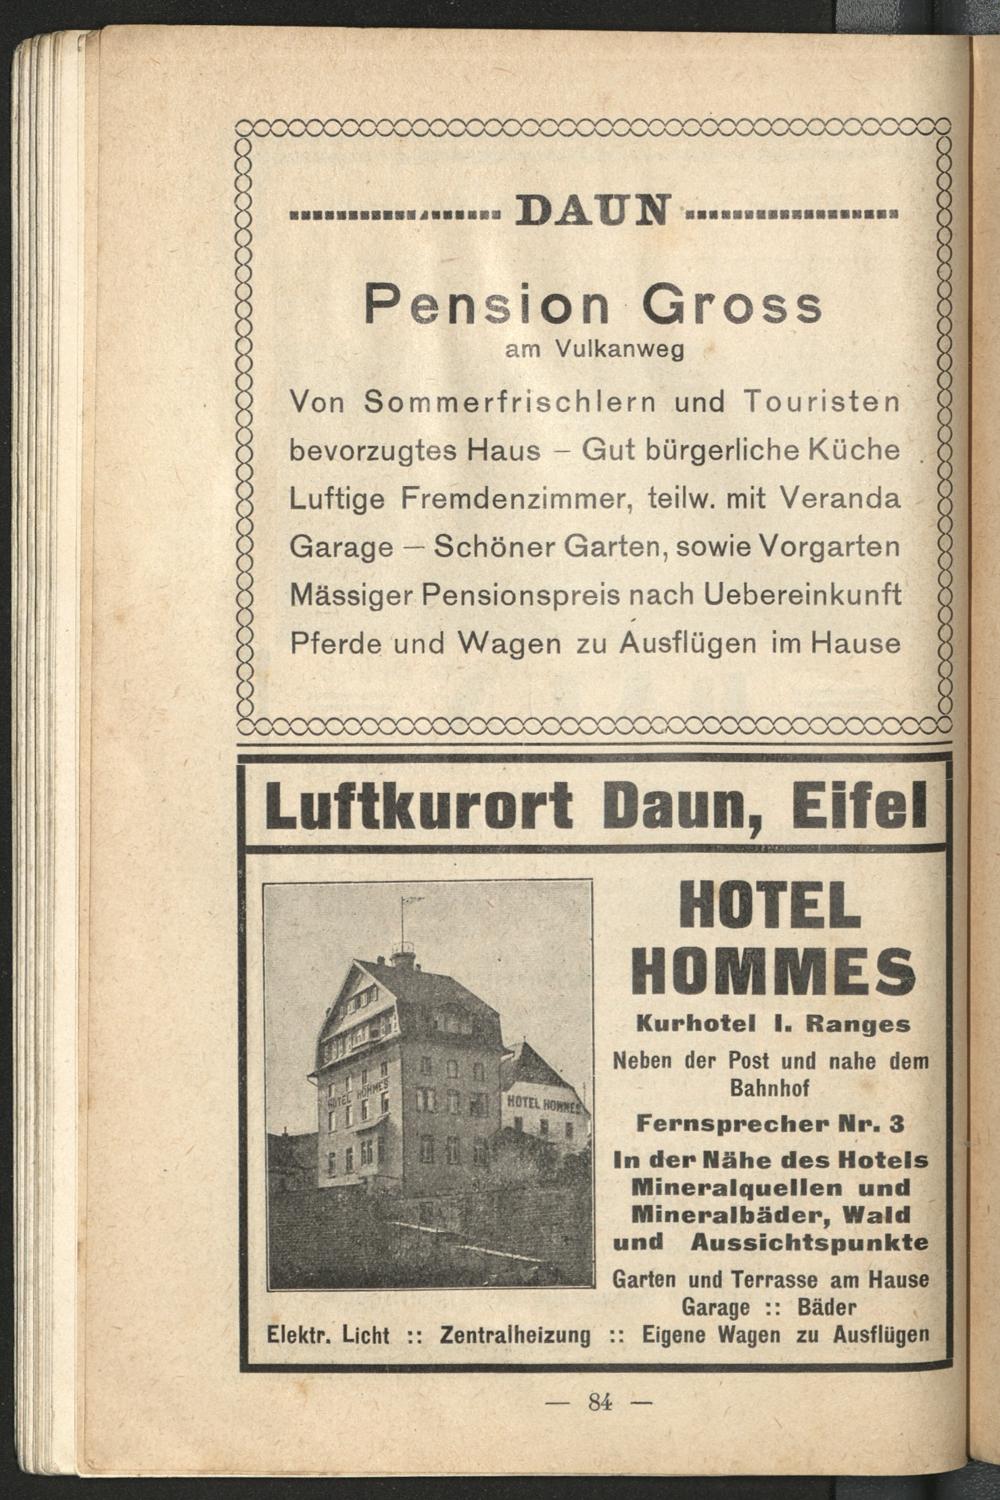 DAUN
Pension Gross
am Vulkanweg
Von Sommerfrischlern und Touristen
bevorzugtes Haus – Gut bürgerliche Küche
Luftige Fremdenzimmer, teilw. mit Veranda
Garage – Schöner Garten, sowie Vorgarten
Mässiger Pensionspreis nach Uebereinkunft
Pferde und Wagen zu Ausflügen im Hause
Luftkurort Daun, Eifel
HOTEL HOMMES
HOTEL HOMMES
HOTEL
HOMMES
Kurhotel I. Ranges
Neben der Post und nahe dem
Bahnhof
Fernsprecher Nr. 3
In der Nähe des Hotels
Mineralquellen und
Mineralbäder, Wald
und Aussichtspunkte
Garten und Terrasse am Hause
Garage :: Bäder
Elektr. Licht :: Zentralheizung :: Eigene Wagen zu Ausflügen
— 84 —